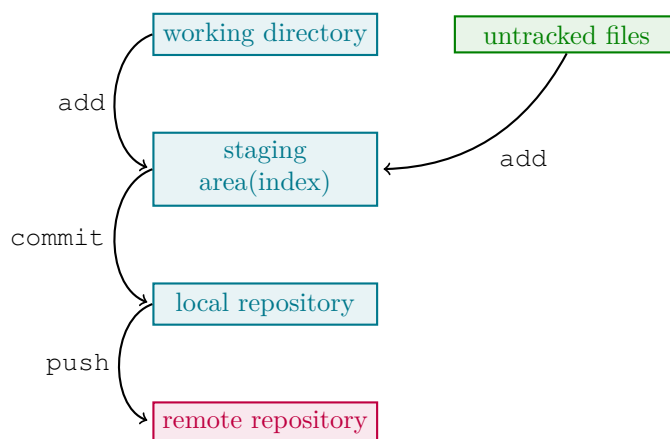 working directory
untracked files
add
staging
area(index)
add
commit
local repository
push
remote repository